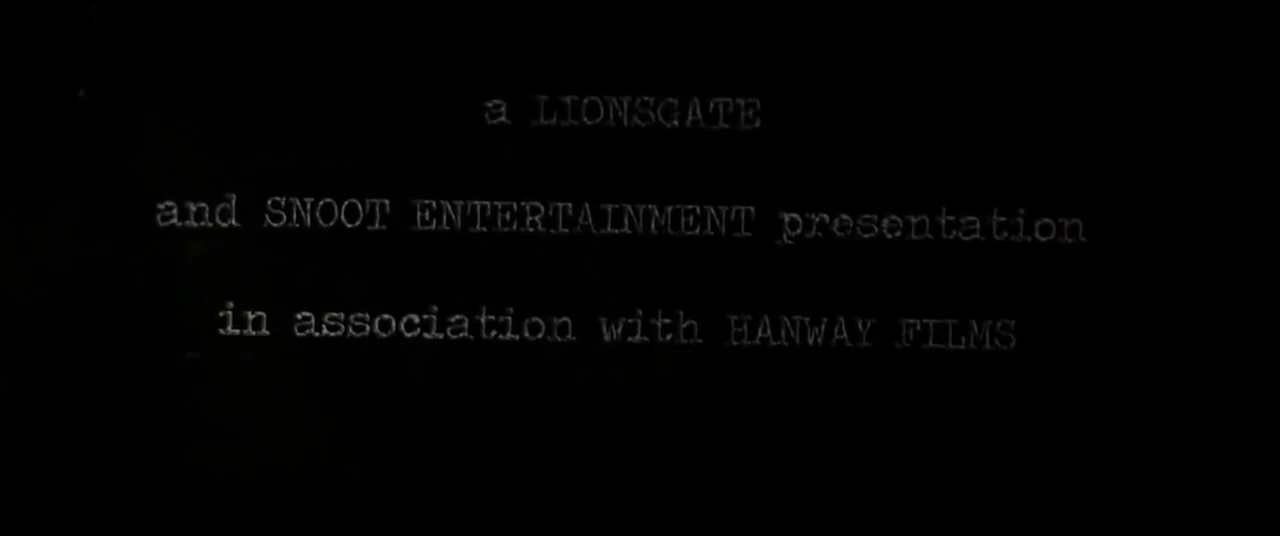 a LIONSGATE
and SNOOT ENTERTAINMENT presentation
in association with HANWAY FILMS